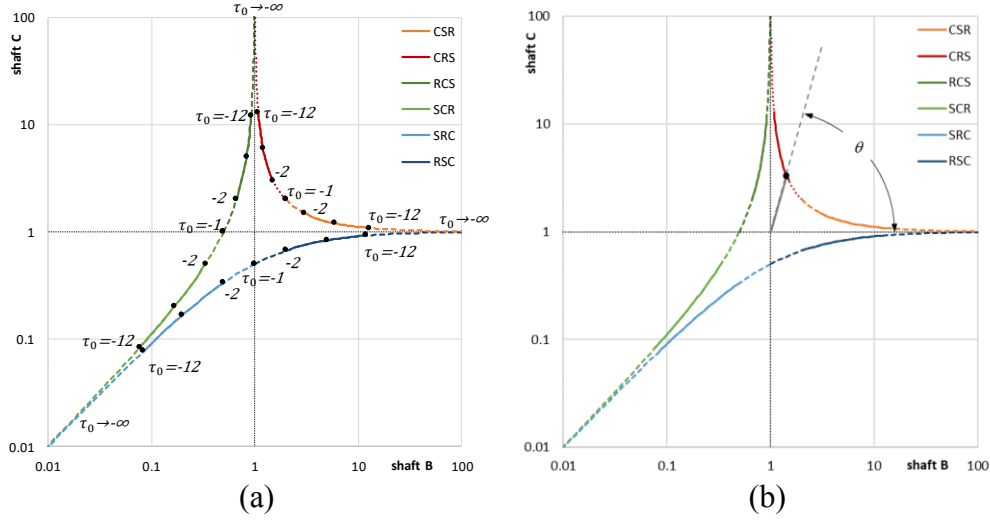 shaft C
100
10
1
0.1
0.01
0.01
0.1
1
10
100
shaft B
τ₀→-∞
τ₀=-12
τ₀=-12
-2
-2
τ₀=-1
-2
τ₀=-12
τ₀→-∞
τ₀=-1
-2
τ₀=-12
-2
τ₀=-1
-2
τ₀=-12
τ₀=-12
τ₀→-∞
CSR
CRS
RCS
SCR
SRC
RSC
(a)
shaft C
100
10
1
0.1
0.01
0.01
0.1
1
10
100
shaft B
θ
CSR
CRS
RCS
SCR
SRC
RSC
(b)